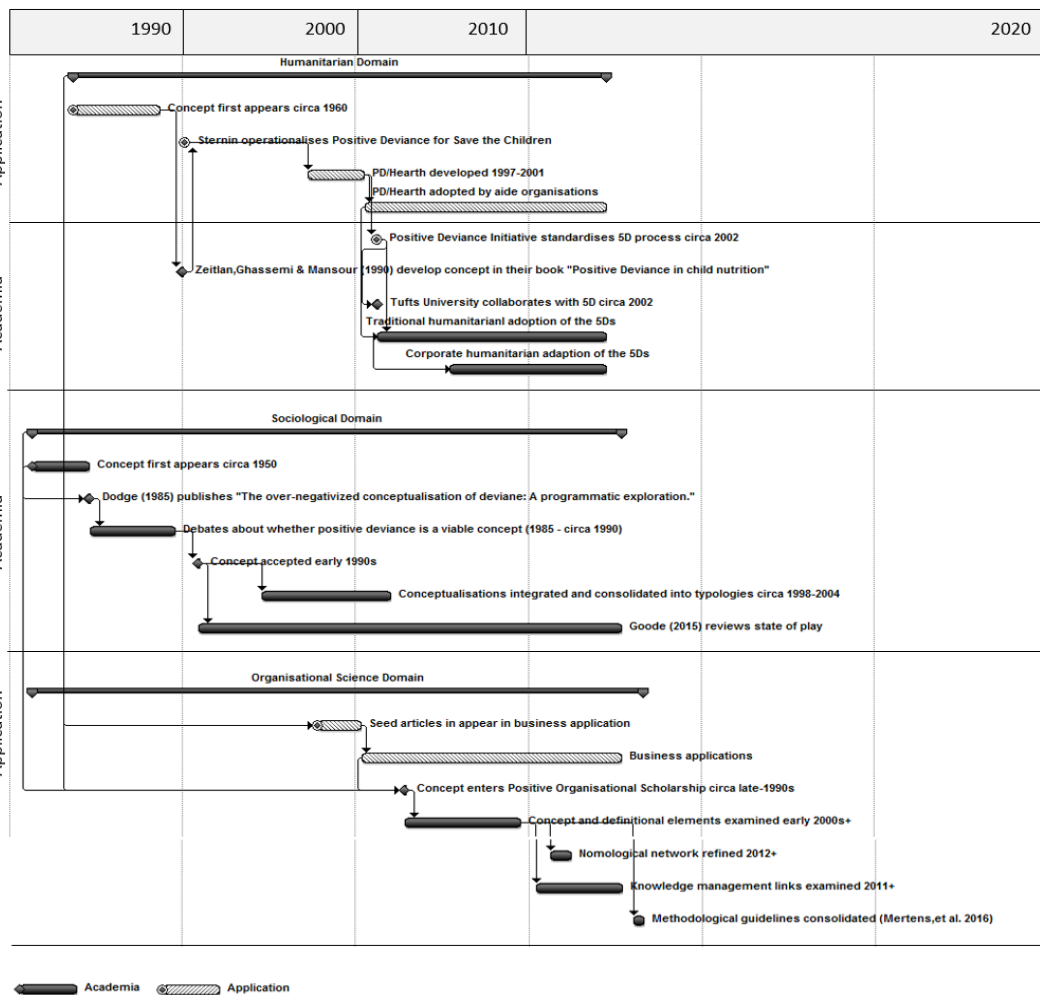 1990 2000 2010 2020
Humanitarian Domain
Application
Concept first appears circa 1960
Sternin operationalises Positive Deviance for Save the Children
PD/Hearth developed 1997-2001
PD/Hearth adopted by aide organisations
Positive Deviance Initiative standardises 5D process circa 2002
Academia
Zeitlan,Ghassemi & Mansour (1990) develop concept in their book "Positive Deviance in child nutrition"
Tufts University collaborates with 5D circa 2002
Traditional humanitarianl adoption of the 5Ds
Corporate humanitarian adaption of the 5Ds
Sociological Domain
Academia
Concept first appears circa 1950
Dodge (1985) publishes "The over-negativized conceptualisation of deviane: A programmatic exploration."
Debates about whether positive deviance is a viable concept (1985 - circa 1990)
Concept accepted early 1990s
Conceptualisations integrated and consolidated into typologies circa 1998-2004
Goode (2015) reviews state of play
Organisational Science Domain
Application
Seed articles in appear in business application
Business applications
Concept enters Positive Organisational Scholarship circa late-1990s
Concept and definitional elements examined early 2000s+
Nomological network refined 2012+
Knowledge management links examined 2011+
Methodological guidelines consolidated (Mertens,et al. 2016)
Academia Application